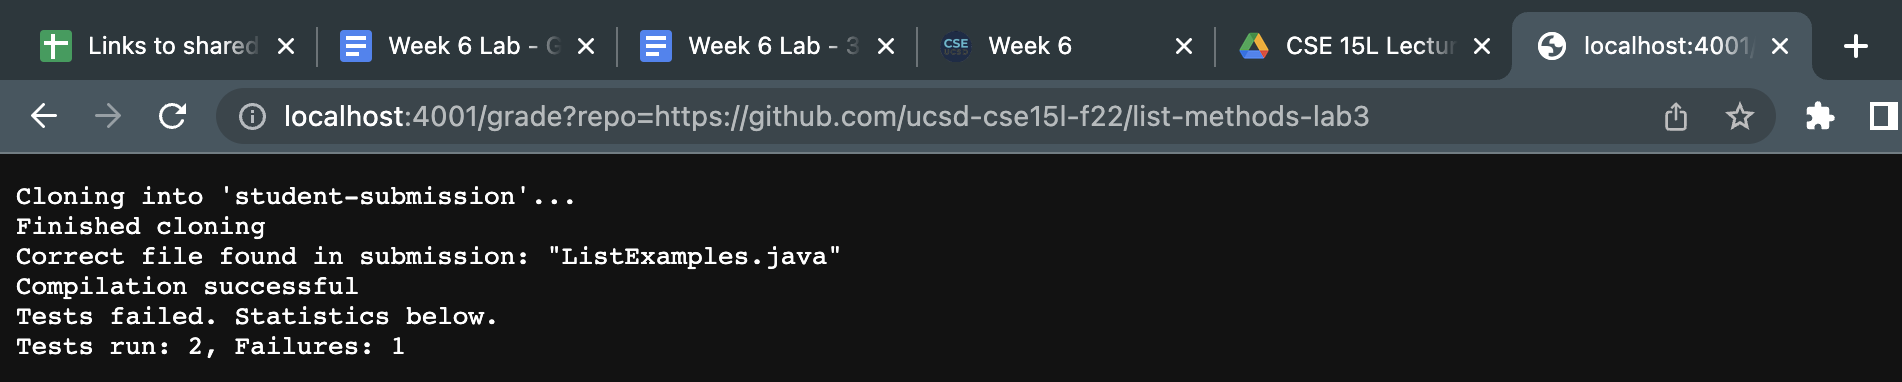 Links to shared
Week 6 Lab - G
Week 6 Lab - 3
CSE
UCSD
Week 6
CSE 15L Lectur
localhost:4001/
localhost:4001/grade?repo=https://github.com/ucsd-cse15l-f22/list-methods-lab3
Cloning into 'student-submission'...
Finished cloning
Correct file found in submission: "ListExamples.java"
Compilation successful
Tests failed. Statistics below.
Tests run: 2, Failures: 1